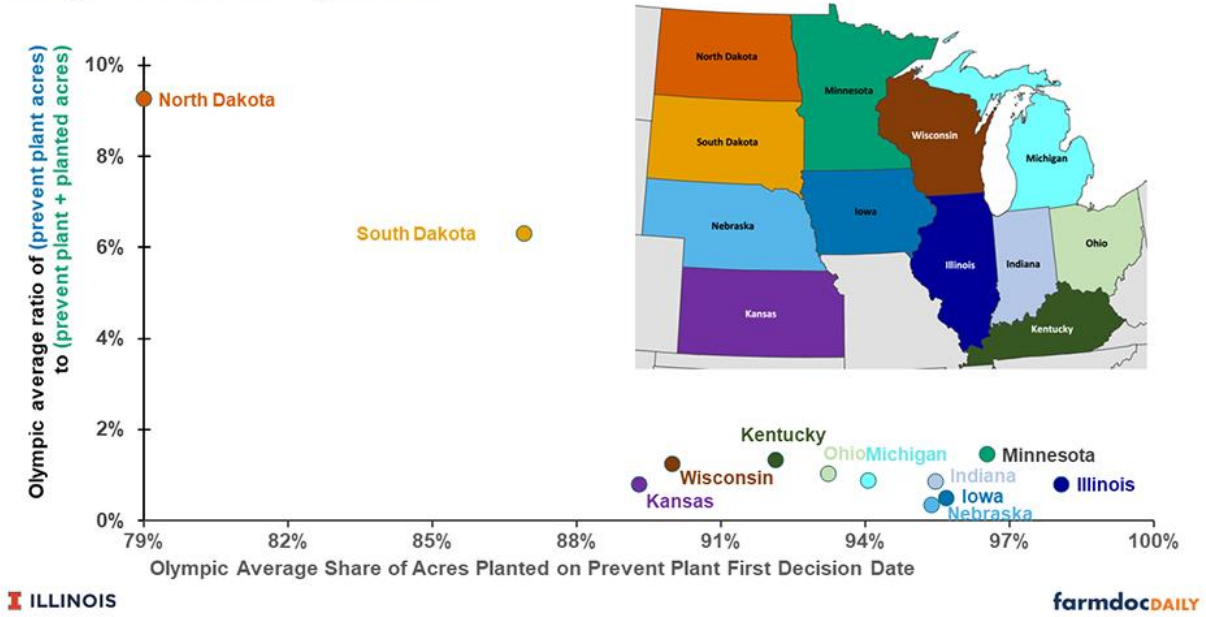 Olympic average ratio of (prevent plant acres)
to (prevent plant + planted acres)
10%
8%
6%
4%
2%
0%
North Dakota
South Dakota
Kentucky
Wisconsin
Kansas
Ohio
Michigan
Minnesota
Indiana
Illinois
Iowa
Nebraska
79%
82%
85%
88%
91%
94%
97%
100%
Olympic Average Share of Acres Planted on Prevent Plant First Decision Date
North Dakota
Minnesota
South Dakota
Wisconsin
Michigan
Nebraska
Iowa
Illinois
Indiana
Ohio
Kansas
Kentucky
I ILLINOIS
farmdocDAILY